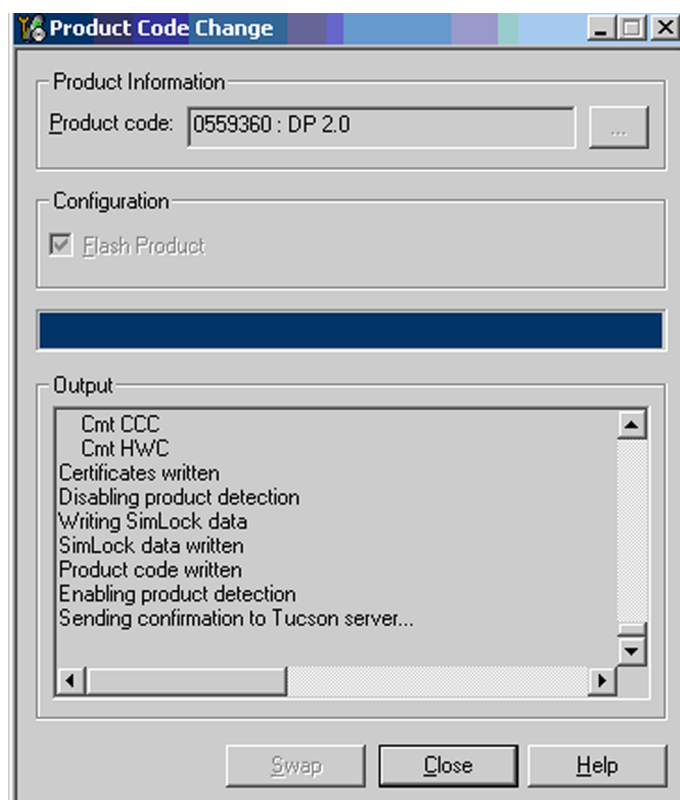 Product Code Change
Product Information
Product code: 0559360 : DP 2.0
...
Configuration
Flash Product
Output
Cmt CCC
Cmt HWC
Certificates written
Disabling product detection
Writing SimLock data
SimLock data written
Product code written
Enabling product detection
Sending confirmation to Tucson server...
Swap Close Help